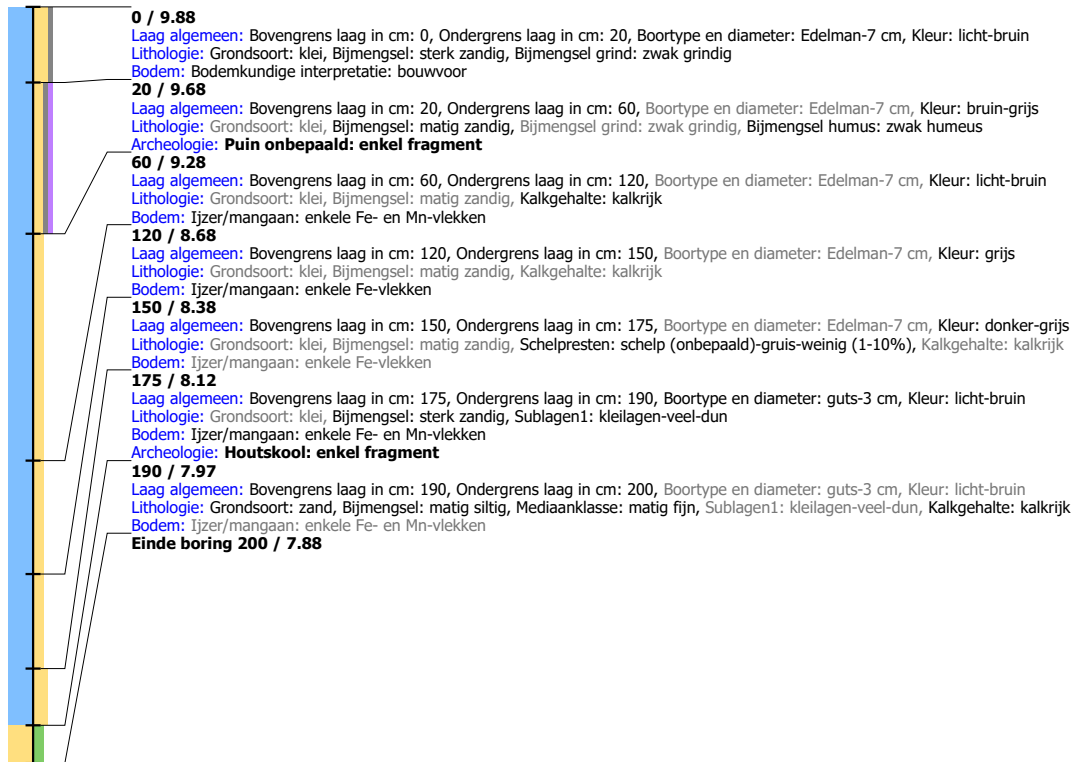 0 / 9.88
Laag algemeen: Bovengrens laag in cm: 0, Ondergrens laag in cm: 20, Boortype en diameter: Edelman-7 cm, Kleur: licht-bruin
Lithologie: Grondsoort: klei, Bijmengsel: sterk zandig, Bijmengsel grind: zwak grindig
Bodem: Bodemkundige interpretatie: bouwvoor
20 / 9.68
Laag algemeen: Bovengrens laag in cm: 20, Ondergrens laag in cm: 60, Boortype en diameter: Edelman-7 cm, Kleur: bruin-grijs
Lithologie: Grondsoort: klei, Bijmengsel: matig zandig, Bijmengsel grind: zwak grindig, Bijmengsel humus: zwak humeus
Archeologie: Puin onbepaald: enkel fragment
60 / 9.28
Laag algemeen: Bovengrens laag in cm: 60, Ondergrens laag in cm: 120, Boortype en diameter: Edelman-7 cm, Kleur: licht-bruin
Lithologie: Grondsoort: klei, Bijmengsel: matig zandig, Kalkgehalte: kalkrijk
Bodem: Ijzer/mangaan: enkele Fe- en Mn-vlekken
120 / 8.68
Laag algemeen: Bovengrens laag in cm: 120, Ondergrens laag in cm: 150, Boortype en diameter: Edelman-7 cm, Kleur: grijs
Lithologie: Grondsoort: klei, Bijmengsel: matig zandig, Kalkgehalte: kalkrijk
Bodem: Ijzer/mangaan: enkele Fe-vlekken
150 / 8.38
Laag algemeen: Bovengrens laag in cm: 150, Ondergrens laag in cm: 175, Boortype en diameter: Edelman-7 cm, Kleur: donker-grijs
Lithologie: Grondsoort: klei, Bijmengsel: matig zandig, Schelpresten: schelp (onbepaald)-gruis-weinig (1-10%), Kalkgehalte: kalkrijk
Bodem: Ijzer/mangaan: enkele Fe-vlekken
175 / 8.12
Laag algemeen: Bovengrens laag in cm: 175, Ondergrens laag in cm: 190, Boortype en diameter: guts-3 cm, Kleur: licht-bruin
Lithologie: Grondsoort: klei, Bijmengsel: sterk zandig, Sublagen1: kleilagen-veel-dun
Bodem: Ijzer/mangaan: enkele Fe- en Mn-vlekken
Archeologie: Houtskool: enkel fragment
190 / 7.97
Laag algemeen: Bovengrens laag in cm: 190, Ondergrens laag in cm: 200, Boortype en diameter: guts-3 cm, Kleur: licht-bruin
Lithologie: Grondsoort: zand, Bijmengsel: matig siltig, Mediaanklasse: matig fijn, Sublagen1: kleilagen-veel-dun, Kalkgehalte: kalkrijk
Bodem: Ijzer/mangaan: enkele Fe- en Mn-vlekken
Einde boring 200 / 7.88